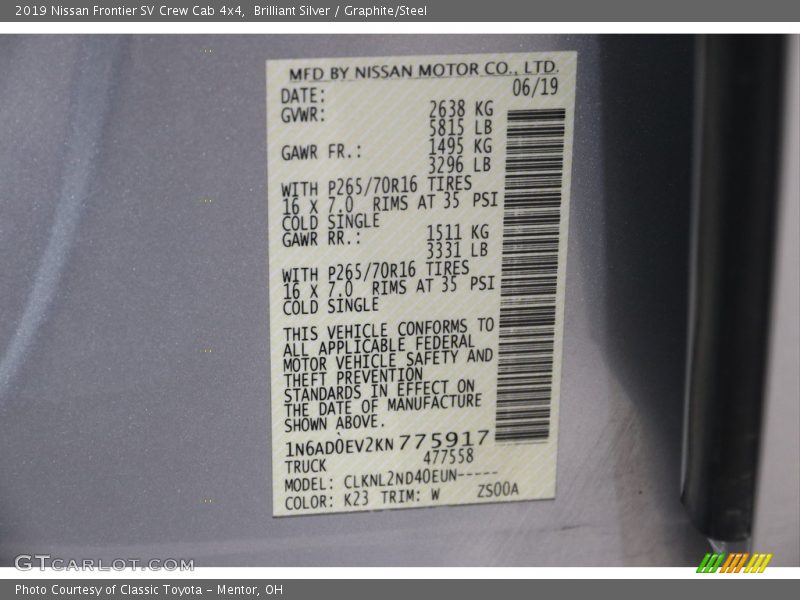 2019 Nissan Frontier SV Crew Cab 4x4, Brilliant Silver / Graphite/Steel
MFD BY NISSAN MOTOR CO., LTD.
DATE: 06/19
GVWR: 2638 KG
5815 LB
GAWR FR.: 1495 KG
3296 LB
WITH P265/70R16 TIRES
16 X 7.0 RIMS AT 35 PSI
COLD SINGLE
GAWR RR.: 1511 KG
3331 LB
WITH P265/70R16 TIRES
16 X 7.0 RIMS AT 35 PSI
COLD SINGLE
THIS VEHICLE CONFORMS TO
ALL APPLICABLE FEDERAL
MOTOR VEHICLE SAFETY AND
THEFT PREVENTION
STANDARDS IN EFFECT ON
THE DATE OF MANUFACTURE
SHOWN ABOVE.
1N6AD0EV2KN775917
TRUCK 477558
MODEL: CLKNL2ND40EUN-----
COLOR: K23 TRIM: W ZS00A
GTCARLOT.COM
Photo Courtesy of Classic Toyota - Mentor, OH